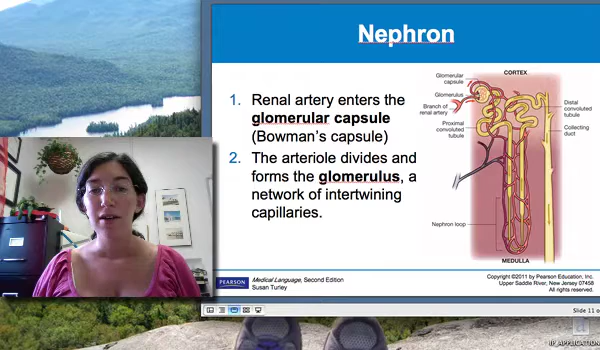 Nephron
1. Renal artery enters the
glomerular capsule
(Bowman's capsule)
2. The arteriole divides and
forms the glomerulus, a
network of intertwining
capillaries.
CORTEX
Glomerular
capsule
Glomerulus
Branch of
renal artery
Proximal
convoluted
tubule
Distal
convoluted
tubule
Collecting
duct
Nephron loop
MEDULLA
PEARSON
Medical Language, Second Edition
Susan Turley
Copyright ©2011 by Pearson Education, Inc.
Upper Saddle River, New Jersey 07458
All rights reserved.
Slide 11 o